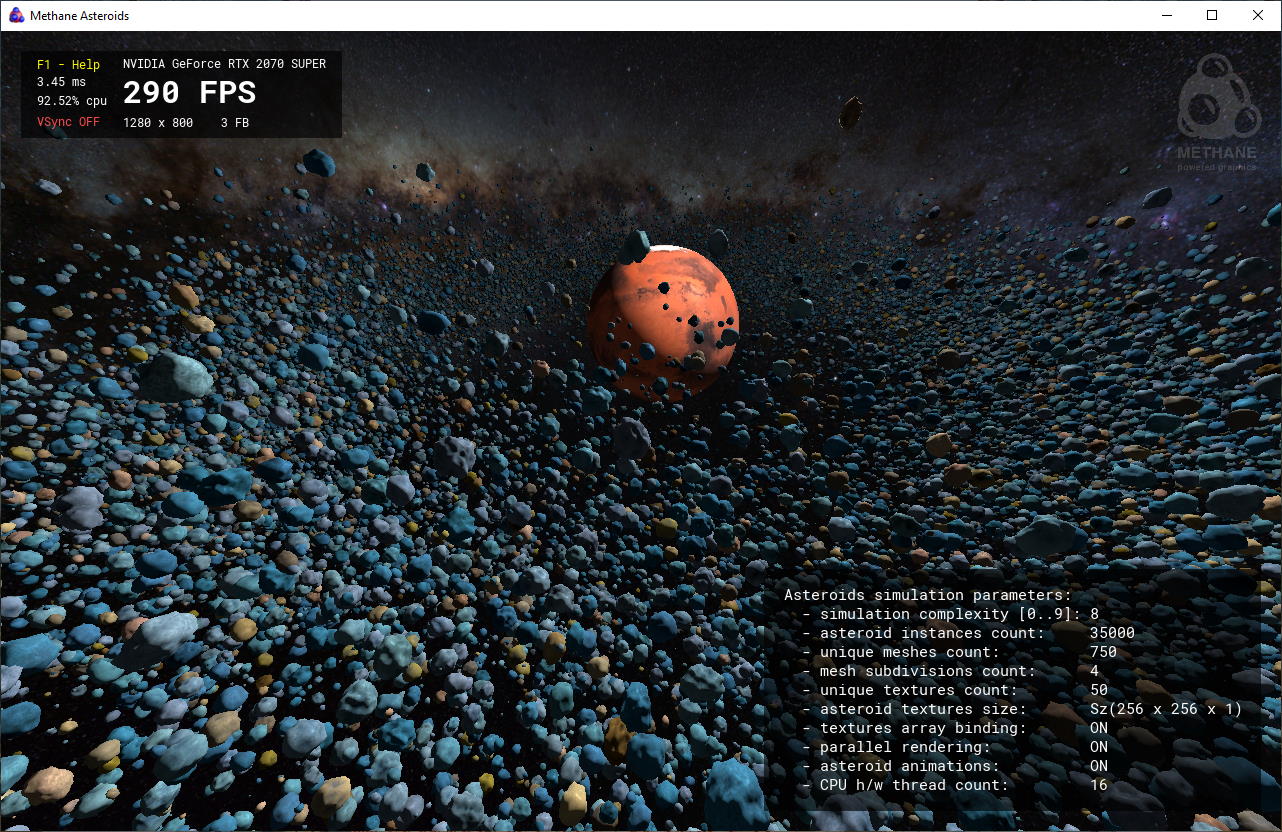 Methane Asteroids
F1 - Help NVIDIA GeForce RTX 2070 SUPER
3.45 ms
290 FPS
92.52% cpu
VSync OFF 1280 x 800 3 FB
METHANE
powered graphics
Asteroids simulation parameters:
- simulation complexity [0..9]: 8
- asteroid instances count: 35000
- unique meshes count: 750
- mesh subdivisions count: 4
- unique textures count: 50
- asteroid textures size: Sz(256 x 256 x 1)
- textures array binding: ON
- parallel rendering: ON
- asteroid animations: ON
- CPU h/w thread count: 16